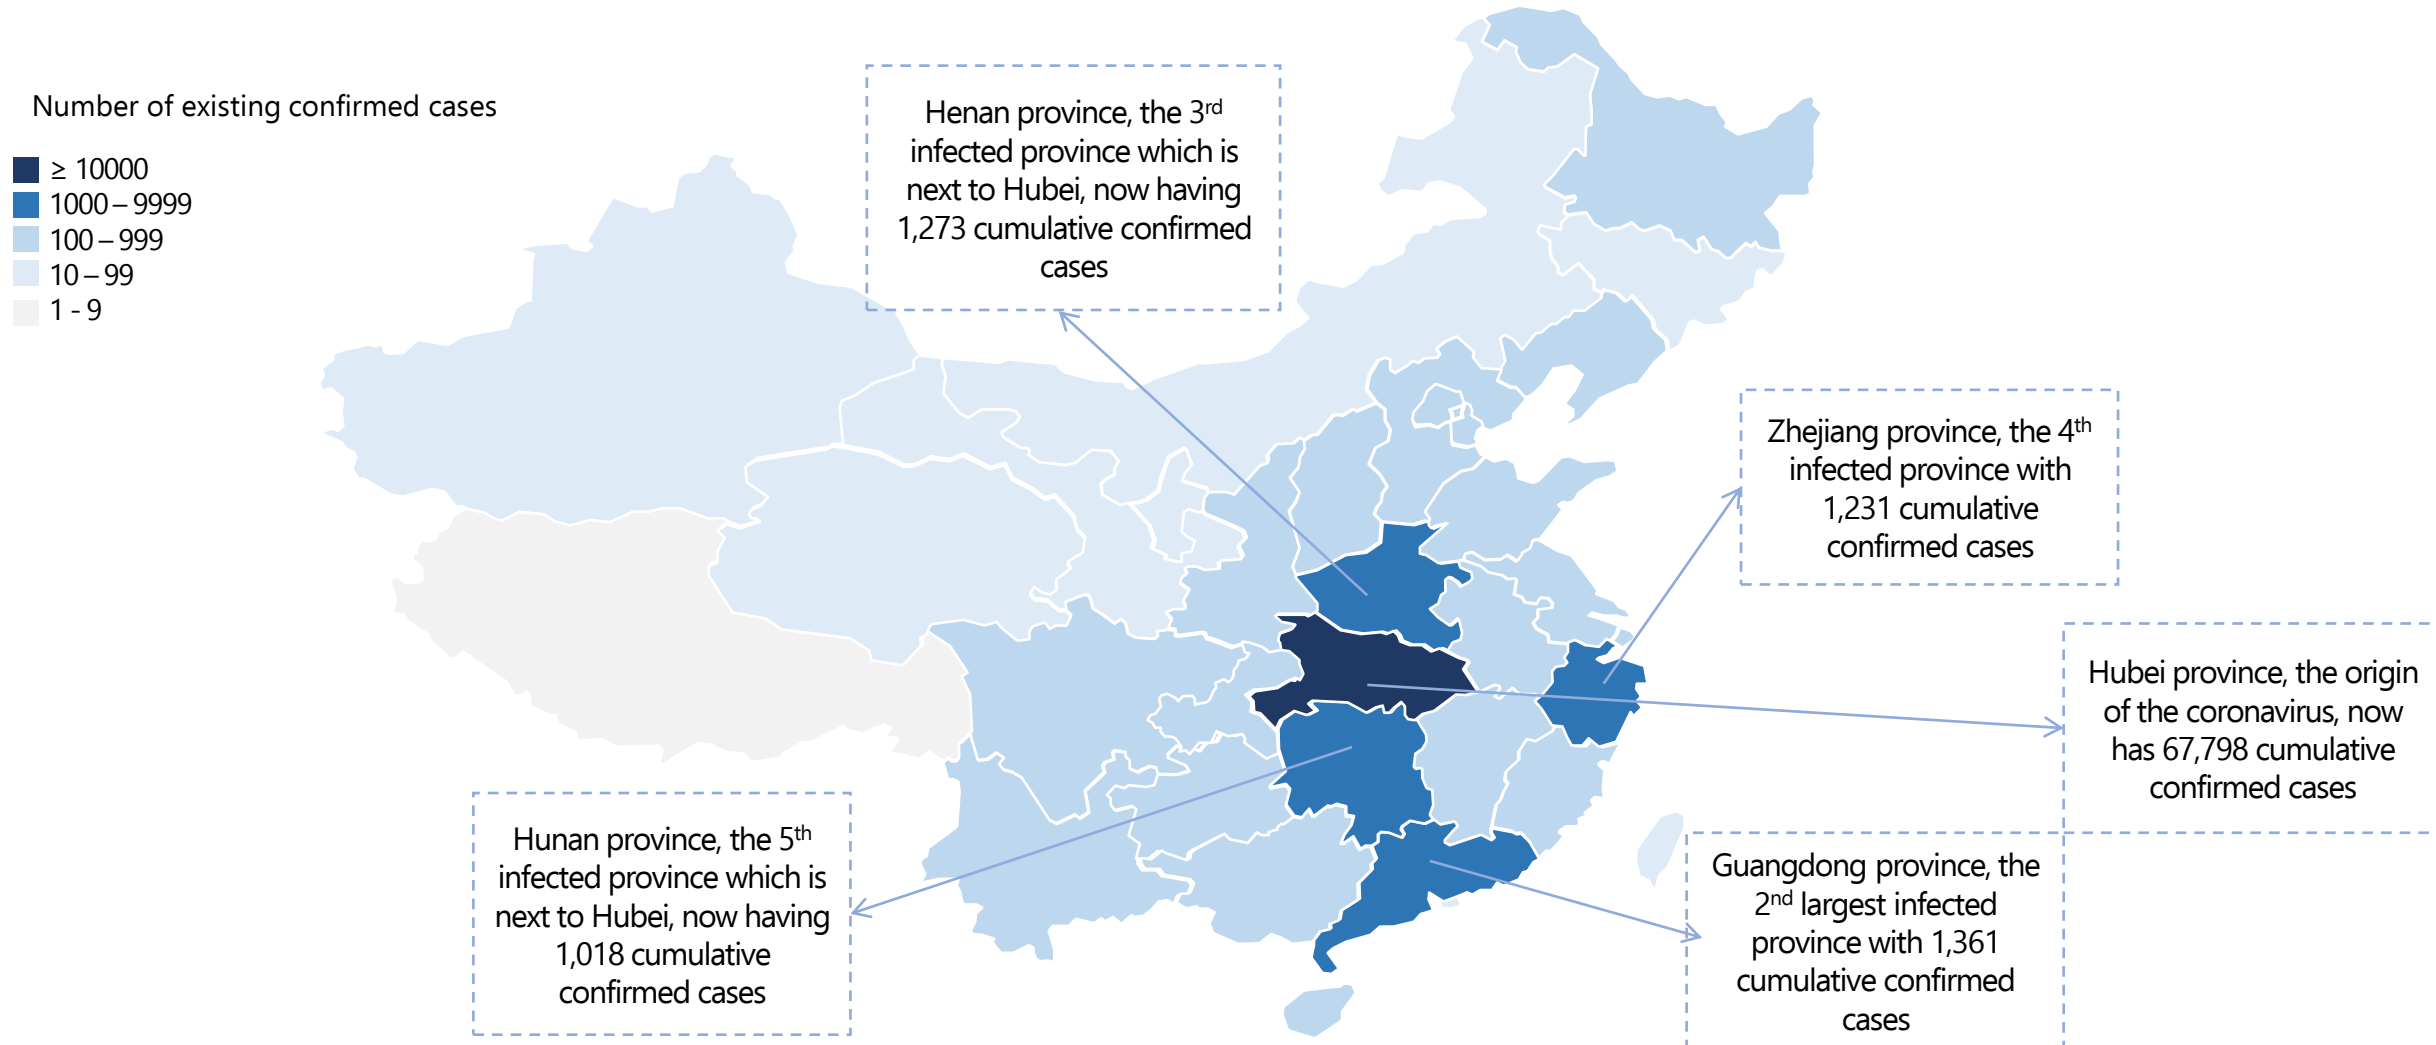 Number of existing confirmed cases
≥ 10000
1000 – 9999
100 – 999
10 – 99
1 - 9
Henan province, the 3rd
infected province which is
next to Hubei, now having
1,273 cumulative confirmed
cases
Zhejiang province, the 4th
infected province with
1,231 cumulative
confirmed cases
Hubei province, the origin
of the coronavirus, now
has 67,798 cumulative
confirmed cases
Hunan province, the 5th
infected province which is
next to Hubei, now having
1,018 cumulative
confirmed cases
Guangdong province, the
2nd largest infected
province with 1,361
cumulative confirmed
cases